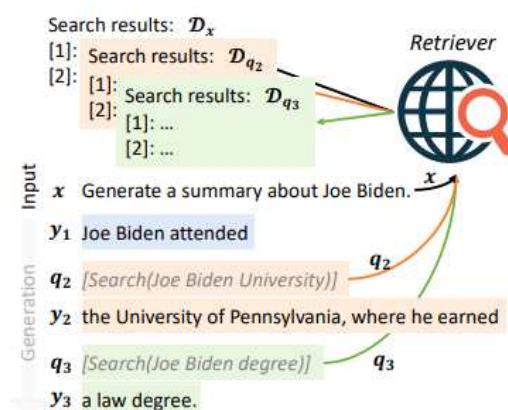 Search results: 𝓓ₓ
[1]:
[2]:
Search results: 𝓓q₂
[1]:
[2]:
Search results: 𝓓q₃
[1]: ...
[2]: ...
Retriever
Input
x Generate a summary about Joe Biden.
x
y₁ Joe Biden attended
Generation
q₂ [Search(Joe Biden University)]
q₂
y₂ the University of Pennsylvania, where he earned
q₃ [Search(Joe Biden degree)]
q₃
y₃ a law degree.